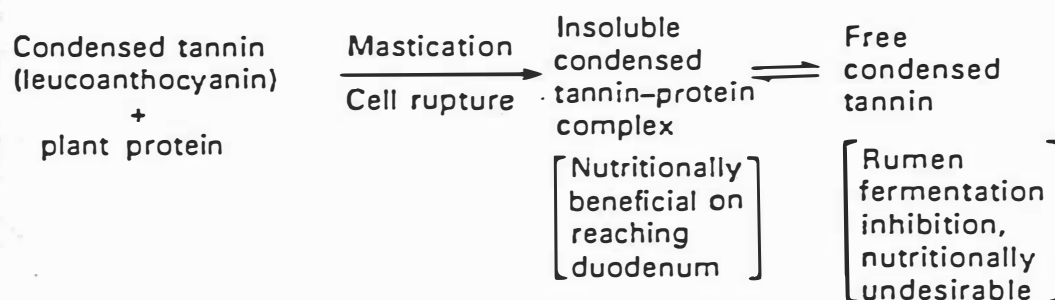 Condensed tannin
(leucoanthocyanin)
+
plant protein
Mastication
Cell rupture
Insoluble
condensed
tannin–protein
complex
[Nutritionally
beneficial on
reaching
duodenum]
Free
condensed
tannin
[Rumen
fermentation
inhibition,
nutritionally
undesirable]